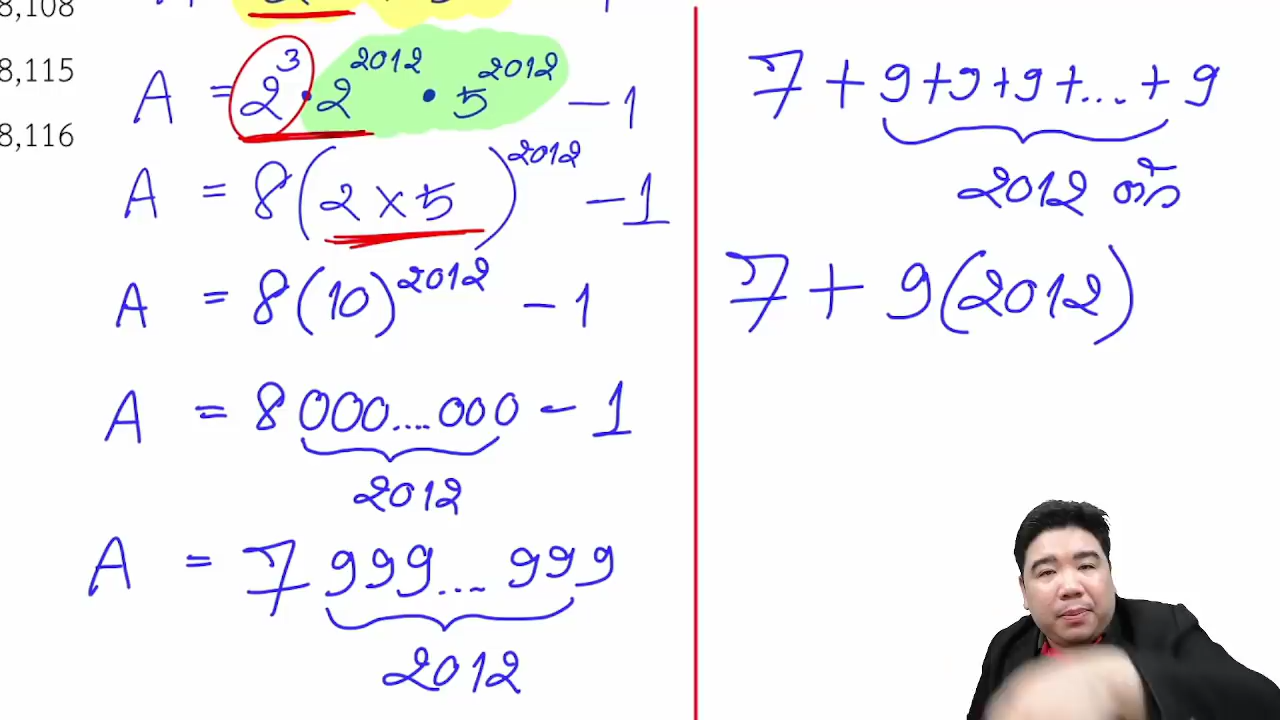 8,108
8,115
8,116
A = 2³ · 2²⁰¹² · 5²⁰¹² − 1
A = 8(2 × 5)²⁰¹² − 1
A = 8(10)²⁰¹² − 1
A = 8 000....000 − 1
2012
A = 7 999....999
2012
7 + 9 + 9 + 9 + ... + 9
2012 ตัว
7 + 9(2012)